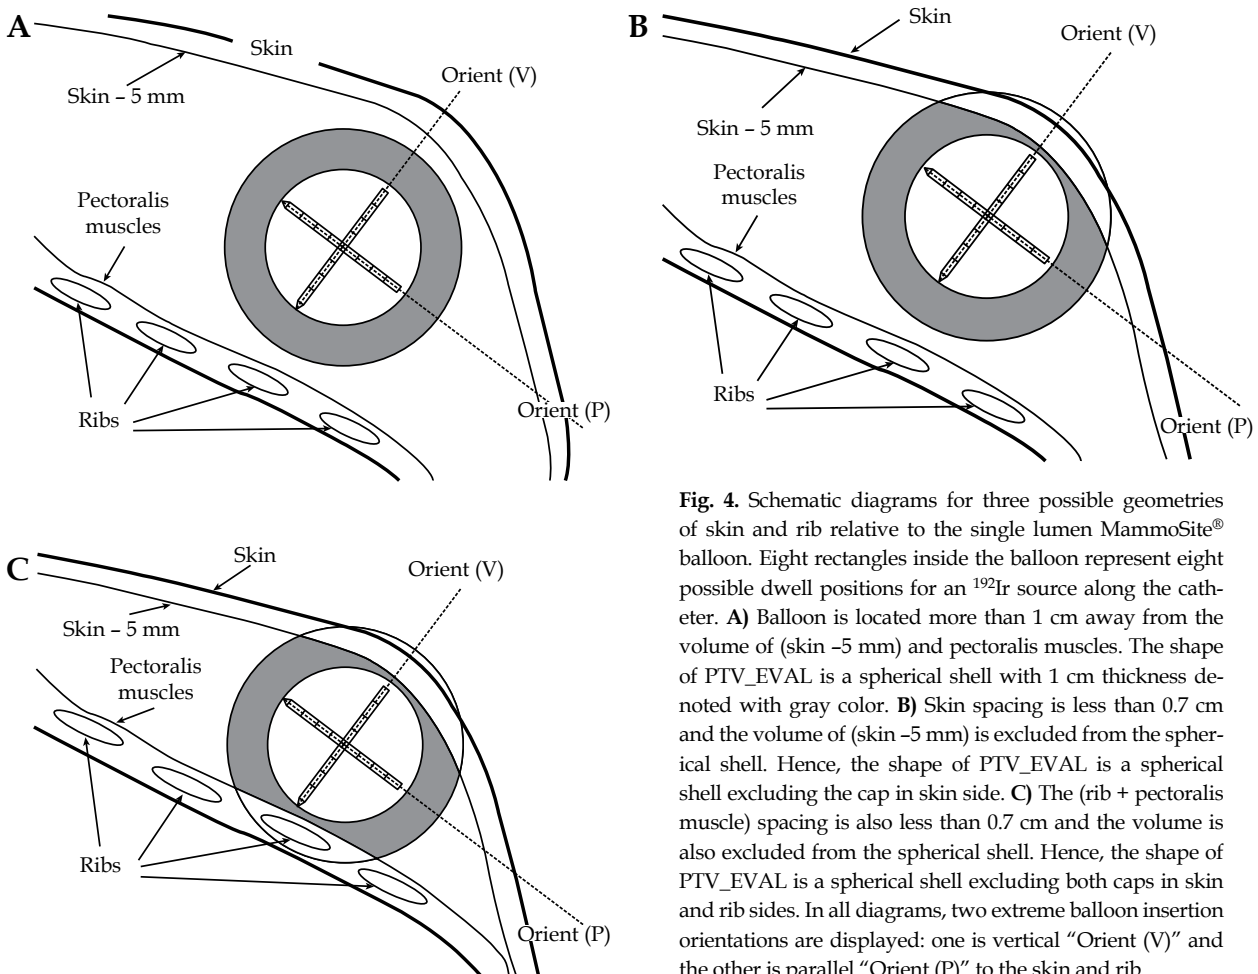 A
Skin
Skin – 5 mm
Orient (V)
Pectoralis
muscles
Ribs
Orient (P)
B
Skin
Orient (V)
Skin – 5 mm
Pectoralis
muscles
Ribs
Orient (P)
C
Skin
Orient (V)
Skin – 5 mm
Pectoralis
muscles
Ribs
Orient (P)
Fig. 4. Schematic diagrams for three possible geometries
of skin and rib relative to the single lumen MammoSite®
balloon. Eight rectangles inside the balloon represent eight
possible dwell positions for an ¹⁹²Ir source along the cath-
eter. A) Balloon is located more than 1 cm away from the
volume of (skin –5 mm) and pectoralis muscles. The shape
of PTV_EVAL is a spherical shell with 1 cm thickness de-
noted with gray color. B) Skin spacing is less than 0.7 cm
and the volume of (skin –5 mm) is excluded from the spher-
ical shell. Hence, the shape of PTV_EVAL is a spherical
shell excluding the cap in skin side. C) The (rib + pectoralis
muscle) spacing is also less than 0.7 cm and the volume is
also excluded from the spherical shell. Hence, the shape of
PTV_EVAL is a spherical shell excluding both caps in skin
and rib sides. In all diagrams, two extreme balloon insertion
orientations are displayed: one is vertical “Orient (V)” and
the other is parallel “Orient (P)” to the skin and rib